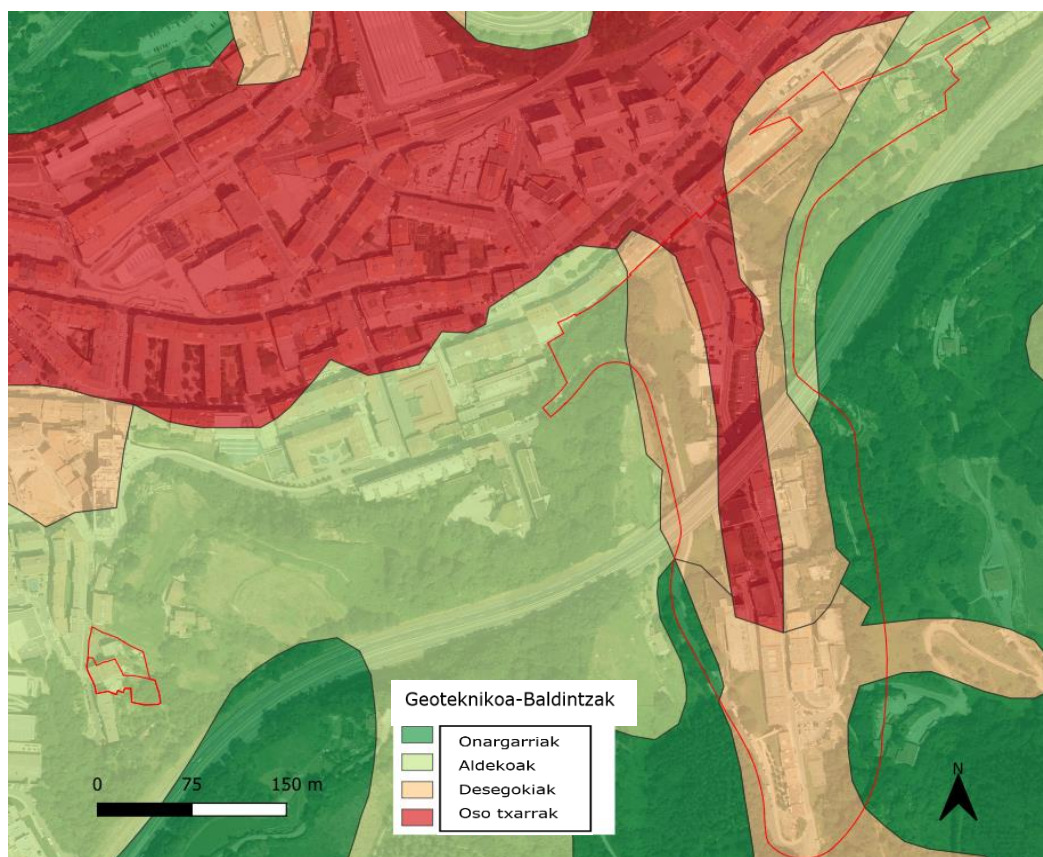 Geoteknikoa-Baldintzak
Onargarriak
Aldekoak
Desegokiak
Oso txarrak
0 75 150 m
N